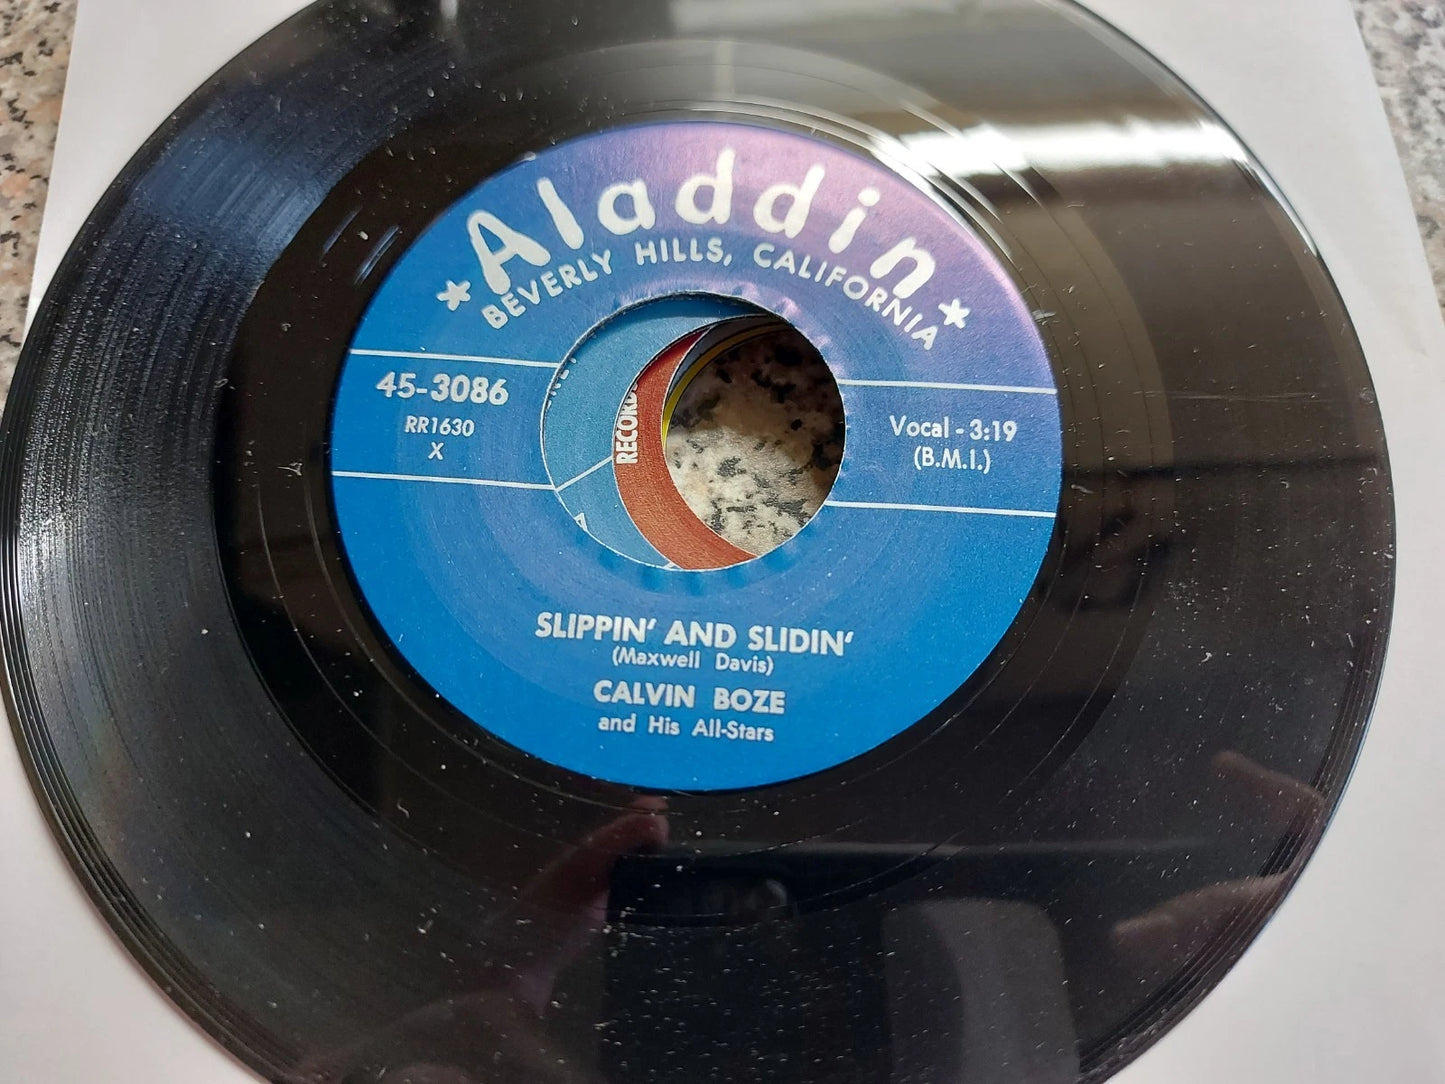 Aladdin
BEVERLY HILLS, CALIFORNIA
45-3086
RR1630
X
Vocal - 3:19
(B.M.I.)
RECORDS
SLIPPIN' AND SLIDIN'
(Maxwell Davis)
CALVIN BOZE
and His All-Stars